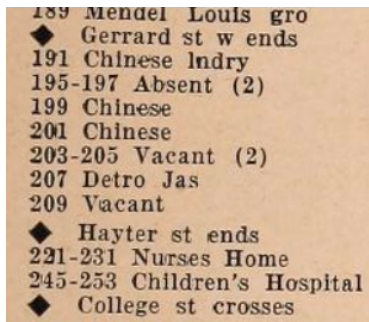 189 Mendel Louis gro
◆ Gerrard st w ends
191 Chinese lndry
195-197 Absent (2)
199 Chinese
201 Chinese
203-205 Vacant (2)
207 Detro Jas
209 Vacant
◆ Hayter st ends
221-231 Nurses Home
245-253 Children's Hospital
◆ College st crosses